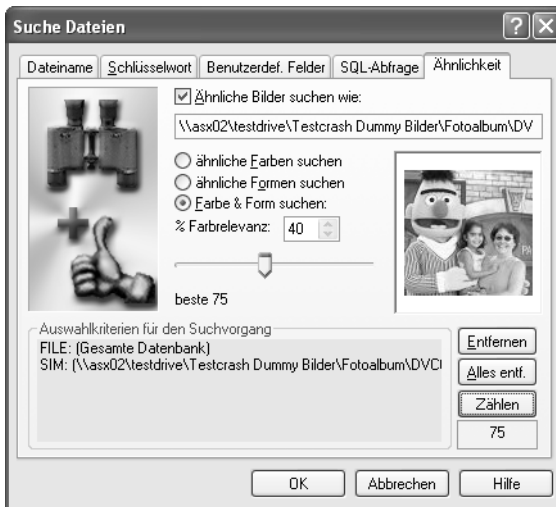 Suche Dateien
Dateiname Schlüsselwort Benutzerdef. Felder SQL-Abfrage Ähnlichkeit
Ähnliche Bilder suchen wie:
\\asx02\testdrive\Testcrash Dummy Bilder\Fotoalbum\DV
ähnliche Farben suchen
ähnliche Formen suchen
Farbe & Form suchen:
% Farbrelevanz: 40
beste 75
Auswahlkriterien für den Suchvorgang
FILE: (Gesamte Datenbank)
SIM: (\\asx02\testdrive\Testcrash Dummy Bilder/Fotoalbum\DVC(
Entfernen
Alles entf.
Zählen
75
OK Abbrechen Hilfe